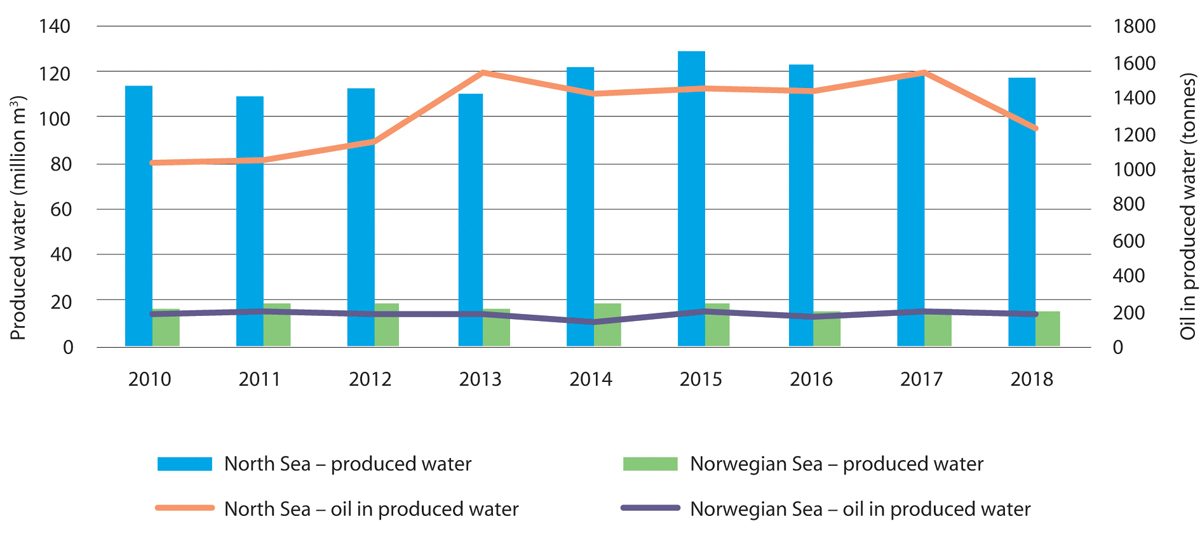 140
130
120
100
80
60
40
20
0
Produced water (million m³)
1800
1600
1400
1200
1000
800
600
400
200
0
Oil in produced water (tonnes)
2010 2011 2012 2013 2014 2015 2016 2017 2018
North Sea – produced water
Norwegian Sea – produced water
North Sea – oil in produced water
Norwegian Sea – oil in produced water